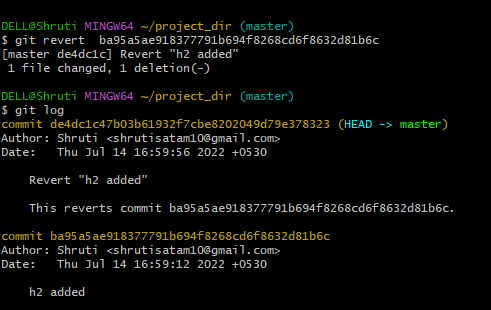 DELL@Shruti MINGW64 ~/project_dir (master)
$ git revert  ba95a5ae918377791b694f8268cd6f8632d81b6c
[master de4dc1c] Revert "h2 added"
 1 file changed, 1 deletion(-)

DELL@Shruti MINGW64 ~/project_dir (master)
$ git log
commit de4dc1c47b03b61932f7cbe8202049d79e378323 (HEAD -> master)
Author: Shruti <shrutisatam10@gmail.com>
Date:   Thu Jul 14 16:59:56 2022 +0530

    Revert "h2 added"

    This reverts commit ba95a5ae918377791b694f8268cd6f8632d81b6c.

commit ba95a5ae918377791b694f8268cd6f8632d81b6c
Author: Shruti <shrutisatam10@gmail.com>
Date:   Thu Jul 14 16:59:12 2022 +0530

    h2 added